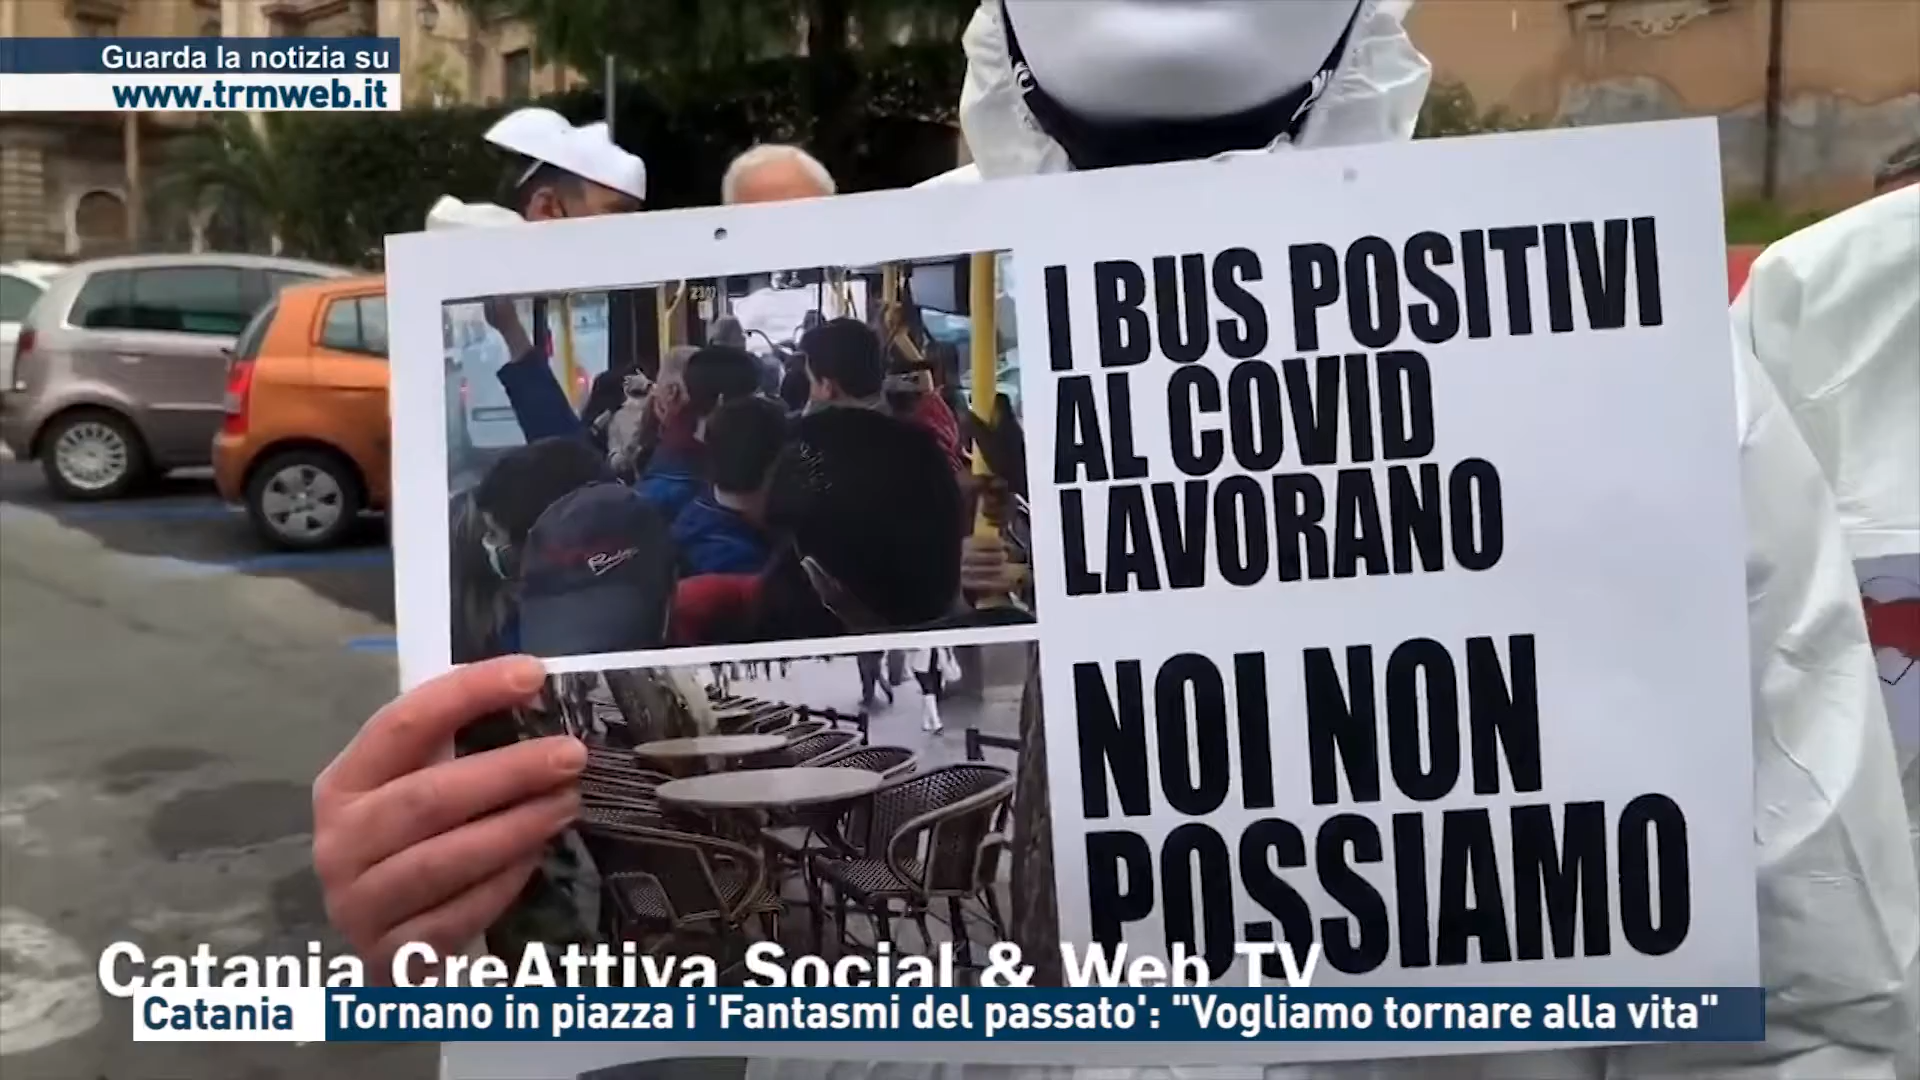 Guarda la notizia su
www.trmweb.it
2307
I BUS POSITIVI
AL COVID
LAVORANO
NOI NON
POSSIAMO
Catania CreAttiva Social & Web TV
Catania
Tornano in piazza i 'Fantasmi del passato': "Vogliamo tornare alla vita"